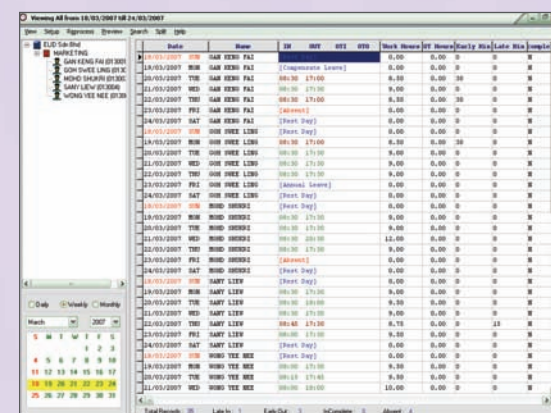 Viewing All from 18/03/2007 till 24/03/2007
View Setup Reprocess Preview Search Split Help
ELID Sdn Bhd
MARKETING
GAN KENG FAI
GOH SWEE LING
MOHD SHUKRI
SANY LIEW
WONG YEE NEE
Date Name IN OUT OT1 OTO Work Hours OT Hours Early Min Late Min
18/03/2007 SUN GAN KENG FAI 0.00 0.00 0 0 N
19/03/2007 MON GAN KENG FAI [Compensate Leave] 0.00 0.00 0 0 N
20/03/2007 TUE GAN KENG FAI 08:30 17:00 8.50 0.00 30 0 N
21/03/2007 WED GAN KENG FAI 08:30 17:30 9.00 0.00 0 0 N
22/03/2007 THU GAN KENG FAI 08:30 17:00 8.50 0.00 30 0 N
23/03/2007 FRI GAN KENG FAI [Absent] 0.00 0.00 0 0 N
24/03/2007 SAT GAN KENG FAI [Rest Day] 0.00 0.00 0 0 N
18/03/2007 SUN GOH SWEE LING [Rest Day] 0.00 0.00 0 0 N
19/03/2007 MON GOH SWEE LING 08:30 17:00 8.50 0.00 30 0 N
20/03/2007 TUE GOH SWEE LING 08:30 17:30 9.00 0.00 0 0 N
21/03/2007 WED GOH SWEE LING 08:30 17:30 9.00 0.00 0 0 N
22/03/2007 THU GOH SWEE LING 08:30 17:30 9.00 0.00 0 0 N
23/03/2007 FRI GOH SWEE LING [Annual Leave] 0.00 0.00 0 0 N
24/03/2007 SAT GOH SWEE LING [Rest Day] 0.00 0.00 0 0 N
18/03/2007 SUN MOHD SHUKRI [Rest Day] 0.00 0.00 0 0 N
19/03/2007 MON MOHD SHUKRI 08:30 17:30 9.00 0.00 0 0 N
20/03/2007 TUE MOHD SHUKRI 17:30 9.00 0.00 0 0 N
21/03/2007 WED MOHD SHUKRI 08:30 20:30 12.00 0.00 0 0 N
22/03/2007 THU MOHD SHUKRI 08:30 17:30 9.00 0.00 0 0 N
23/03/2007 FRI MOHD SHUKRI [Absent] 0.00 0.00 0 0 N
24/03/2007 SAT MOHD SHUKRI [Rest Day] 0.00 0.00 0 0 N
18/03/2007 SUN SANY LIEW [Rest Day] 0.00 0.00 0 0 N
19/03/2007 MON SANY LIEW 08:30 17:30 9.00 0.00 0 0 N
20/03/2007 TUE SANY LIEW 08:30 18:00 9.50 0.00 0 0 N
21/03/2007 WED SANY LIEW 08:30 17:30 9.00 0.00 0 0 N
22/03/2007 THU SANY LIEW 08:45 17:30 8.75 0.00 0 15 N
23/03/2007 FRI SANY LIEW 17:30 9.50 0.00 0 0 N
24/03/2007 SAT SANY LIEW [Rest Day] 0.00 0.00 0 0 N
18/03/2007 SUN WONG YEE NEE [Rest Day] 0.00 0.00 0 0 N
19/03/2007 MON WONG YEE NEE 17:30 9.00 0.00 0 0 N
20/03/2007 TUE WONG YEE NEE 17:45 9.50 0.00 0 0 N
21/03/2007 WED WONG YEE NEE 10.00 0.00 0 0 N
Daily Weekly Monthly
March 2007
S M T W T F S
1 2 3
4 5 6 7 8 9 10
11 12 13 14 15 16 17
18 19 20 21 22 23 24
25 26 27 28 29 30 31
Total Records : 35 Late In : 1 Early Out : 3 InComplete : 0 Absent : 4